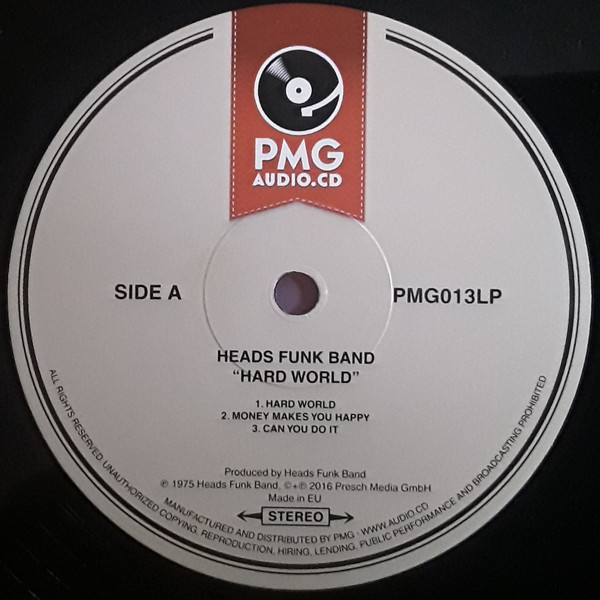 PMG
AUDIO.CD
SIDE A
PMG013LP
HEADS FUNK BAND
“HARD WORLD”
1. HARD WORLD
2. MONEY MAKES YOU HAPPY
3. CAN YOU DO IT
Produced by Heads Funk Band
℗ 1975 Heads Funk Band, ©+℗ 2016 Presch Media GmbH
Made in EU
STEREO
MANUFACTURED AND DISTRIBUTED BY PMG - WWW.AUDIO.CD
ALL RIGHTS RESERVED. UNAUTHORIZED COPYING, REPRODUCTION, HIRING, LENDING, PUBLIC PERFORMANCE AND BROADCASTING PROHIBITED